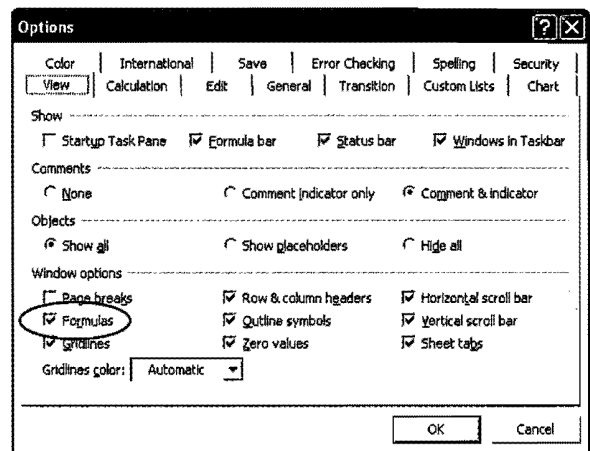 Options
Color International Save Error Checking Spelling Security
View Calculation Edit General Transition Custom Lists Chart
Show
Startup Task Pane Formula bar Status bar Windows in Taskbar
Comments
None Comment indicator only Comment & indicator
Objects
Show all Show placeholders Hide all
Window options
Page breaks Row & column headers Horizontal scroll bar
Formulas Outline symbols Vertical scroll bar
Gridlines Zero values Sheet tabs
Gridlines color: Automatic
OK Cancel